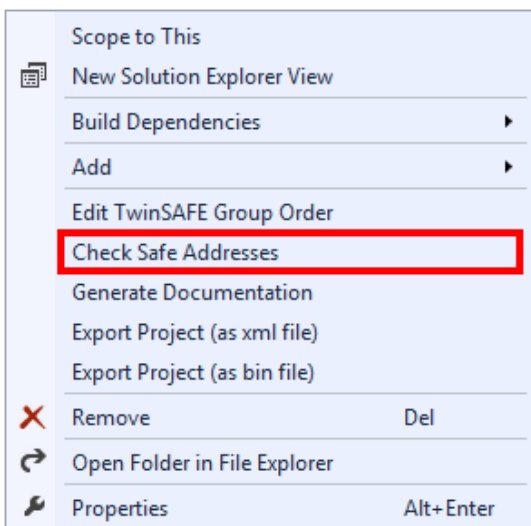 Scope to This
New Solution Explorer View
Build Dependencies
Add
Edit TwinSAFE Group Order
Check Safe Addresses
Generate Documentation
Export Project (as xml file)
Export Project (as bin file)
Remove Del
Open Folder in File Explorer
Properties Alt+Enter